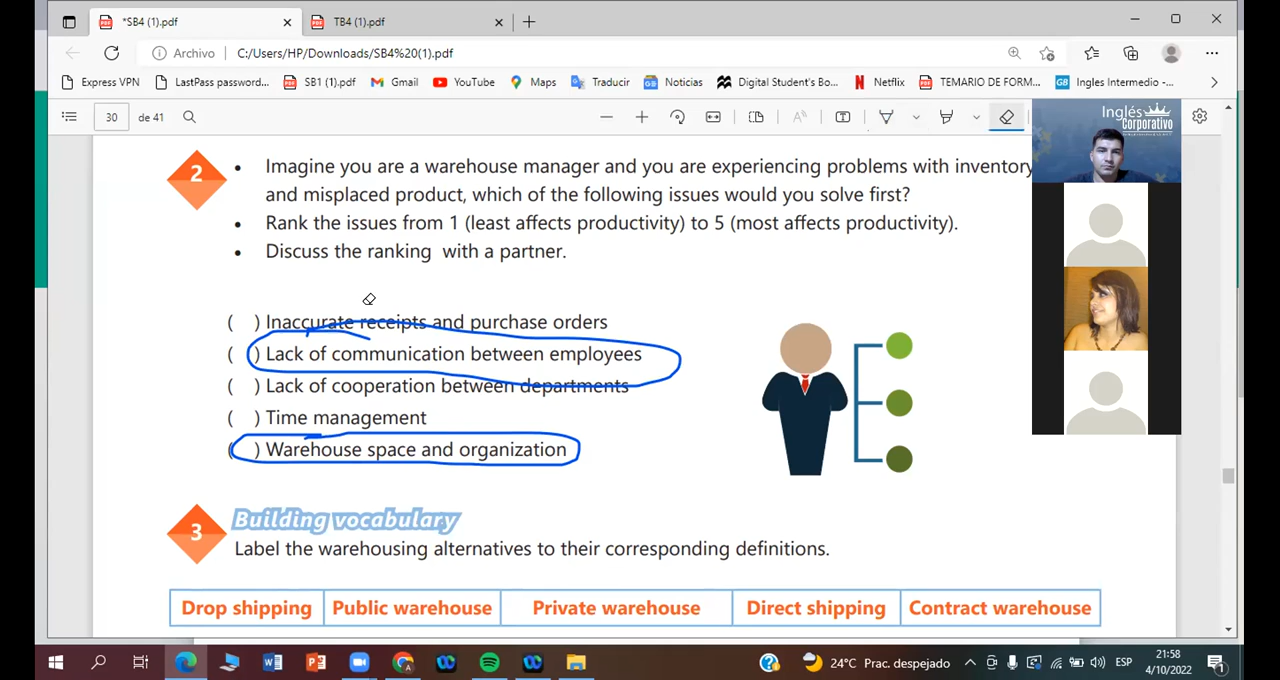 *SB4 (1).pdf
TB4 (1).pdf
Archivo
C:/Users/HP/Downloads/SB4%20(1).pdf
Express VPN
LastPass password...
SB1 (1).pdf
Gmail
YouTube
Maps
Traducir
Noticias
Digital Student's Bo...
Netflix
TEMARIO DE FORM...
Ingles Intermedio -...
30 de 41
Inglés
Corporativo
2
• Imagine you are a warehouse manager and you are experiencing problems with inventory
and misplaced product, which of the following issues would you solve first?
• Rank the issues from 1 (least affects productivity) to 5 (most affects productivity).
• Discuss the ranking with a partner.
( ) Inaccurate receipts and purchase orders
( ) Lack of communication between employees
( ) Lack of cooperation between departments
( ) Time management
( ) Warehouse space and organization
3
Building vocabulary
Label the warehousing alternatives to their corresponding definitions.
Drop shipping Public warehouse Private warehouse Direct shipping Contract warehouse
24°C Prac. despejado
ESP
21:58
4/10/2022